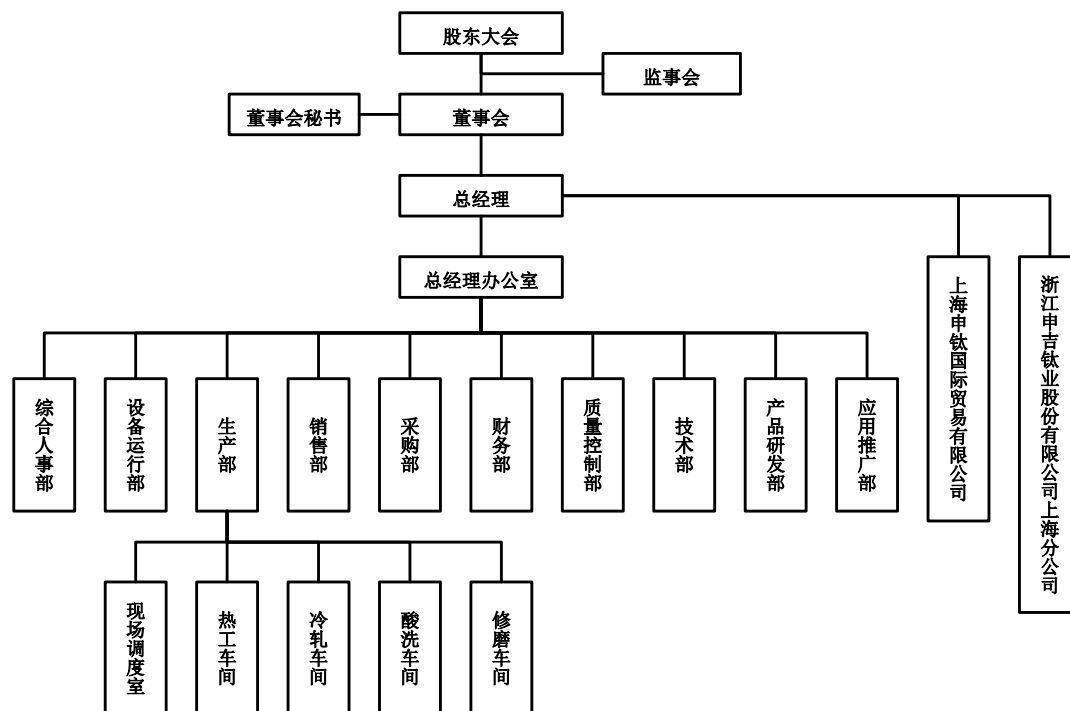 股东大会
监事会
董事会秘书
董事会
总经理
总经理办公室
综合人事部
设备运行部
生产部
销售部
采购部
财务部
质量控制部
技术部
产品研发部
应用推广部
上海申钛国际贸易有限公司
浙江申吉钛业股份有限公司上海分公司
现场调度室
热工车间
冷轧车间
酸洗车间
修磨车间